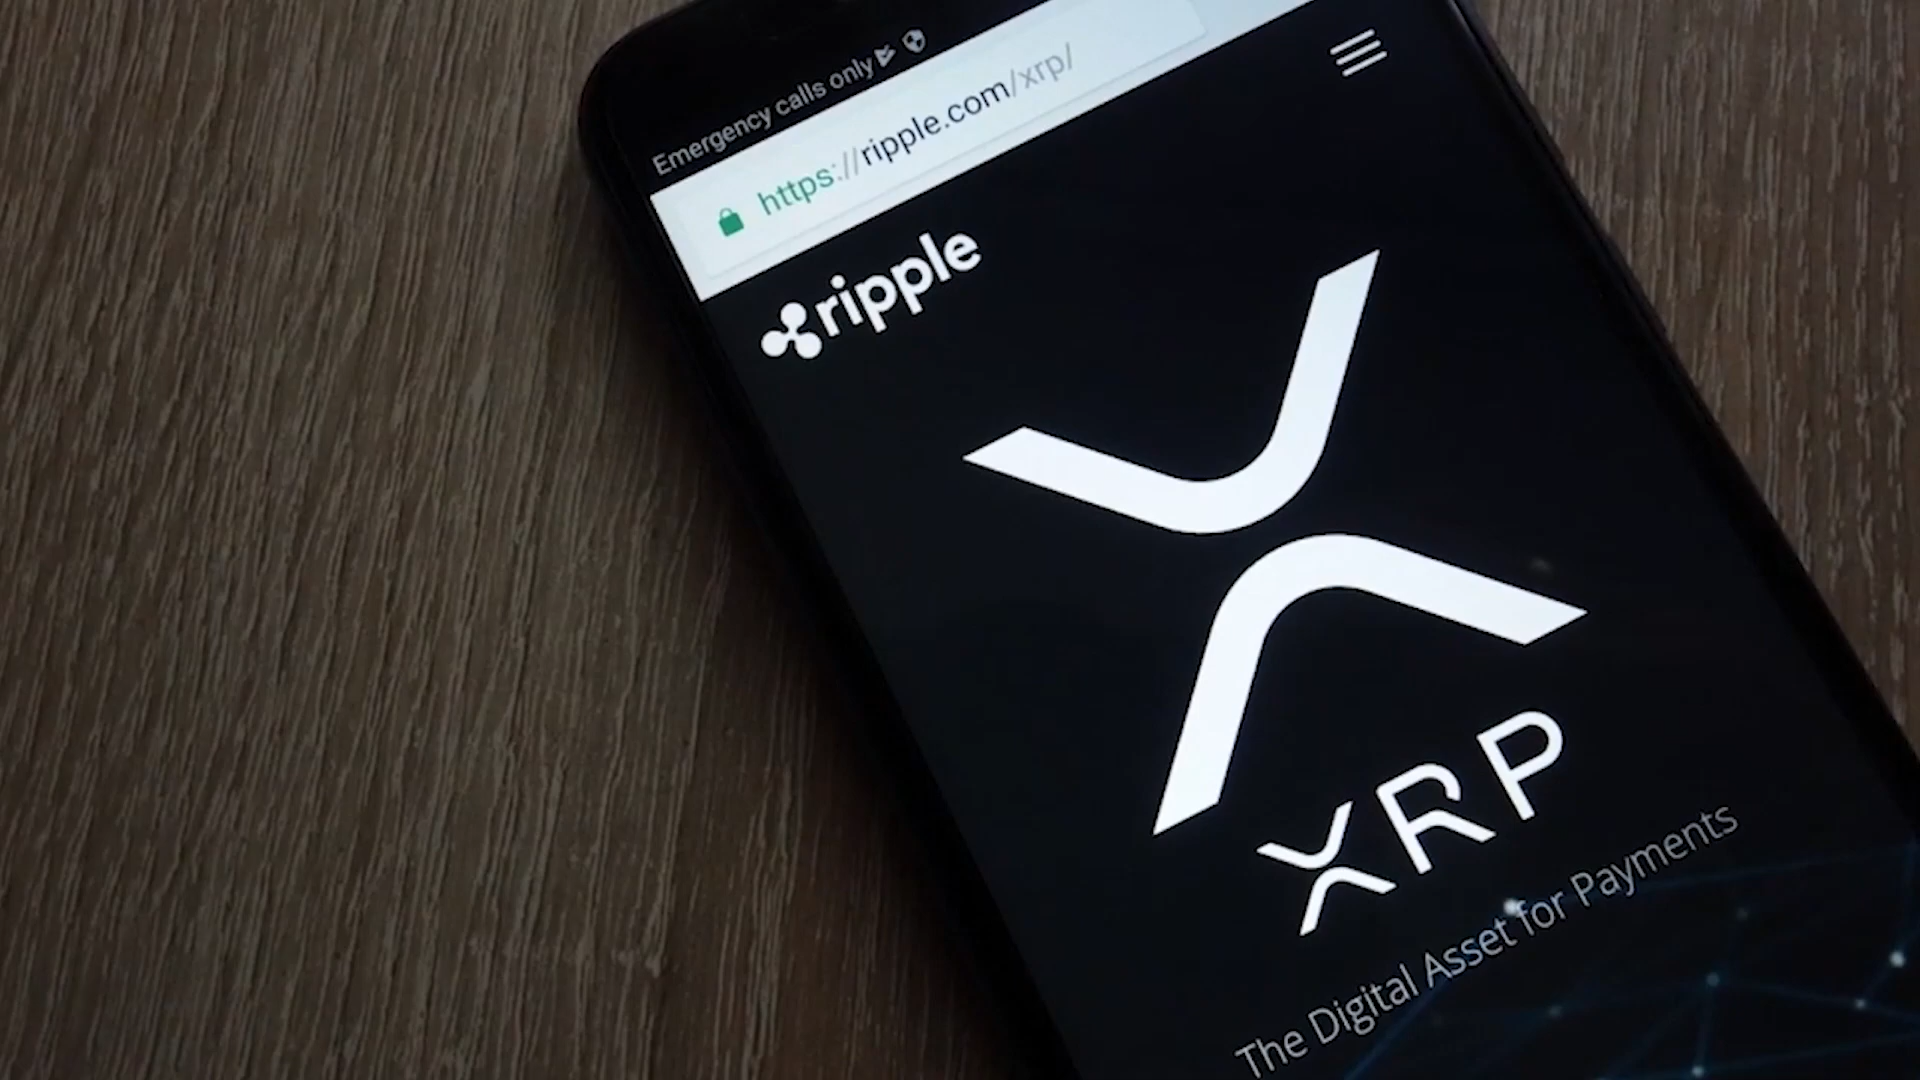 Emergency calls only
https://ripple.com/xrp/
ripple
XRP
The Digital Asset for Payments